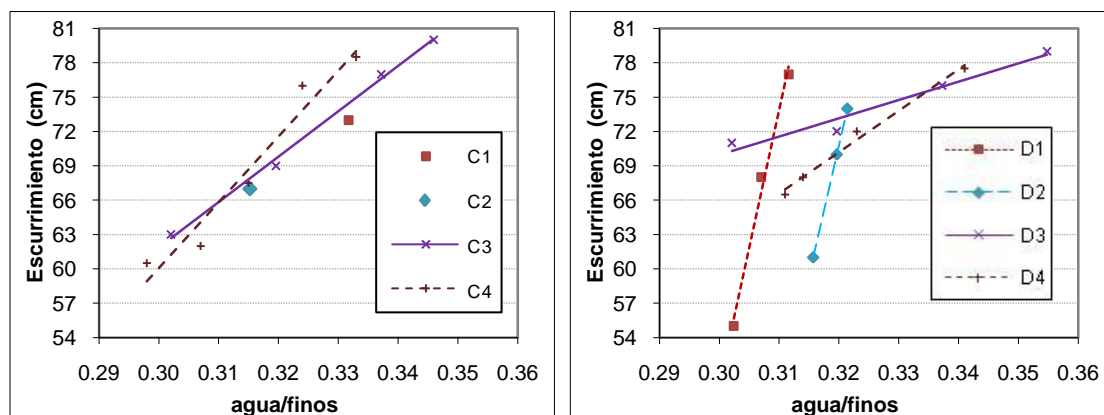 Escurrimiento (cm)
81
78
75
72
69
66
63
60
57
54
0.29 0.30 0.31 0.32 0.33 0.34 0.35 0.36
agua/finos
C1
C2
C3
C4
Escurrimiento (cm)
81
78
75
72
69
66
63
60
57
54
0.29 0.30 0.31 0.32 0.33 0.34 0.35 0.36
agua/finos
D1
D2
D3
D4